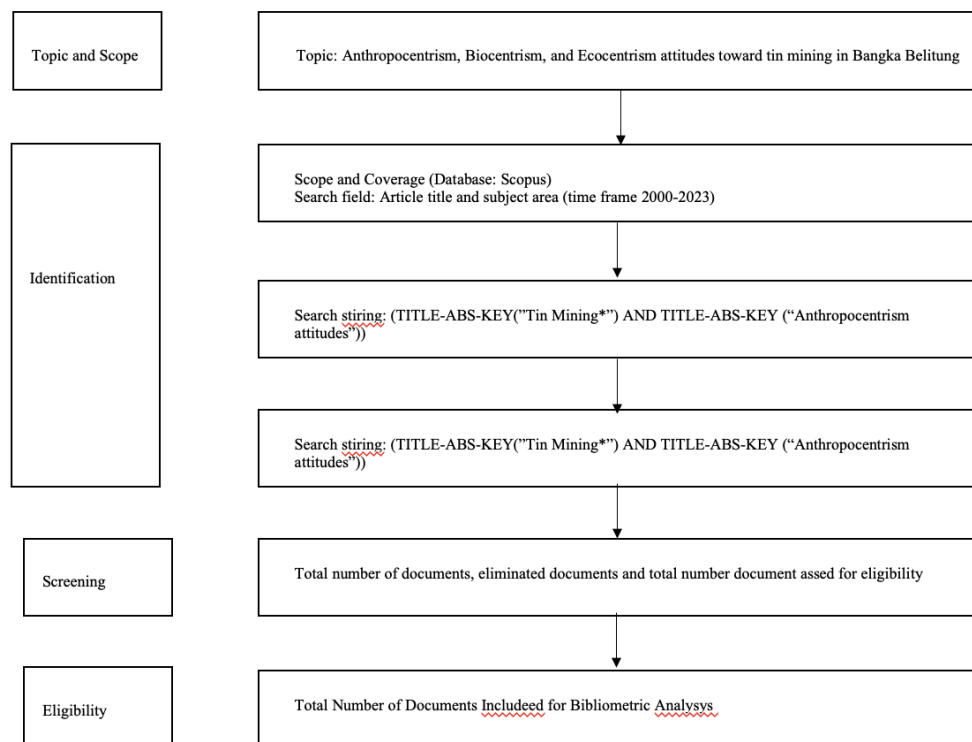 Topic and Scope
Topic: Anthropocentrism, Biocentrism, and Ecocentrism attitudes toward tin mining in Bangka Belitung
Identification
Scope and Coverage (Database: Scopus)
Search field: Article title and subject area (time frame 2000-2023)
Search stiring: (TITLE-ABS-KEY(”Tin Mining*”) AND TITLE-ABS-KEY (“Anthropocentrism
attitudes”))
Search stiring: (TITLE-ABS-KEY(”Tin Mining*”) AND TITLE-ABS-KEY (“Anthropocentrism
attitudes”))
Screening
Total number of documents, eliminated documents and total number document assed for eligibility
Eligibility
Total Number of Documents Includeed for Bibliometric Analysys